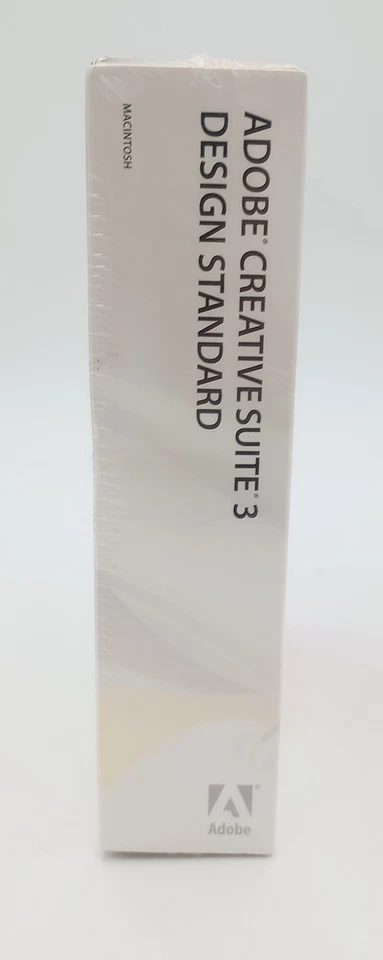 ADOBE® CREATIVE SUITE® 3
DESIGN STANDARD
MACINTOSH
Adobe